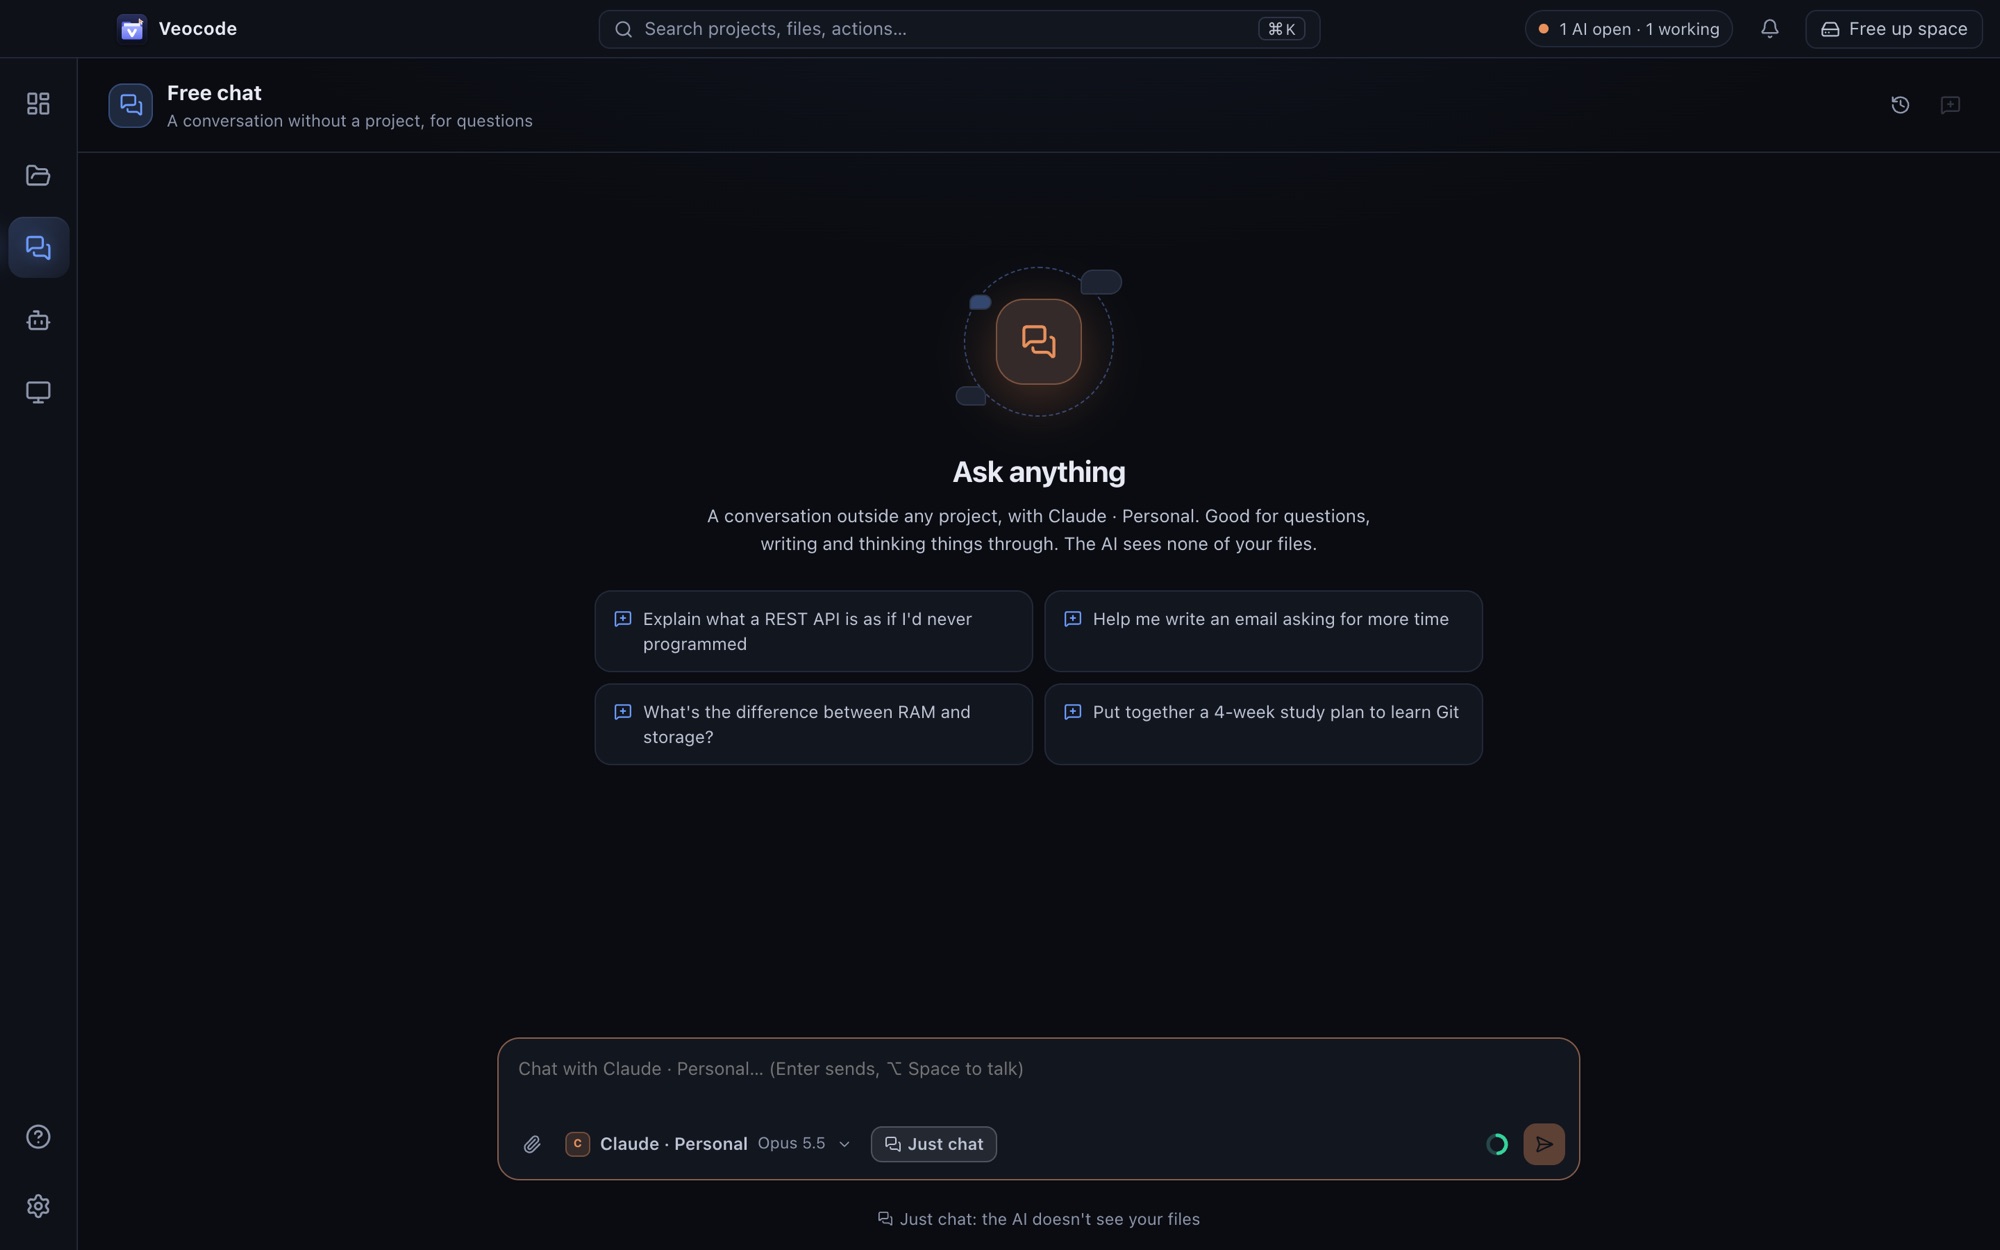 Veocode
Search projects, files, actions...
⌘K
1 AI open · 1 working
Free up space
Free chat
A conversation without a project, for questions
Ask anything
A conversation outside any project, with Claude · Personal. Good for questions,
writing and thinking things through. The AI sees none of your files.
Explain what a REST API is as if I'd never
programmed
Help me write an email asking for more time
What's the difference between RAM and
storage?
Put together a 4-week study plan to learn Git
Chat with Claude · Personal... (Enter sends, ⌥ Space to talk)
C
Claude · Personal Opus 5.5
Just chat
Just chat: the AI doesn't see your files